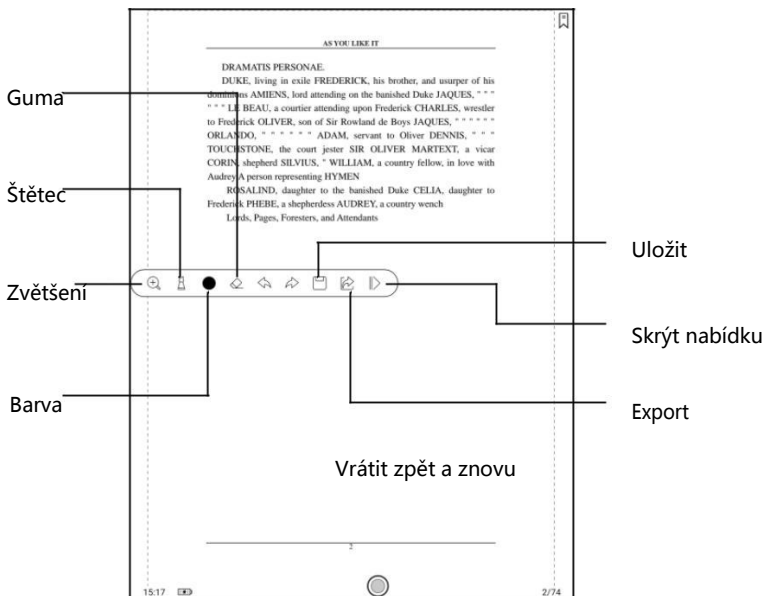 AS YOU LIKE IT
DRAMATIS PERSONAE.
DUKE, living in exile FREDERICK, his brother, and usurper of his
dominions AMIENS, lord attending on the banished Duke JAQUES, " " "
" " " LE BEAU, a courtier attending upon Frederick CHARLES, wrestler
to Frederick OLIVER, son of Sir Rowland de Boys JAQUES, " " " " " "
ORLANDO, " " " " " " ADAM, servant to Oliver DENNIS, " " "
TOUCHSTONE, the court jester SIR OLIVER MARTEXT, a vicar
CORIN, shepherd SILVIUS, " WILLIAM, a country fellow, in love with
Audrey A person representing HYMEN
ROSALIND, daughter to the banished Duke CELIA, daughter to
Frederick PHEBE, a shepherdess AUDREY, a country wench
Lords, Pages, Foresters, and Attendants
Guma
Štětec
Zvětšení
Barva
Uložit
Skrýt nabídku
Export
Vrátit zpět a znovu
2
15:17
2/74